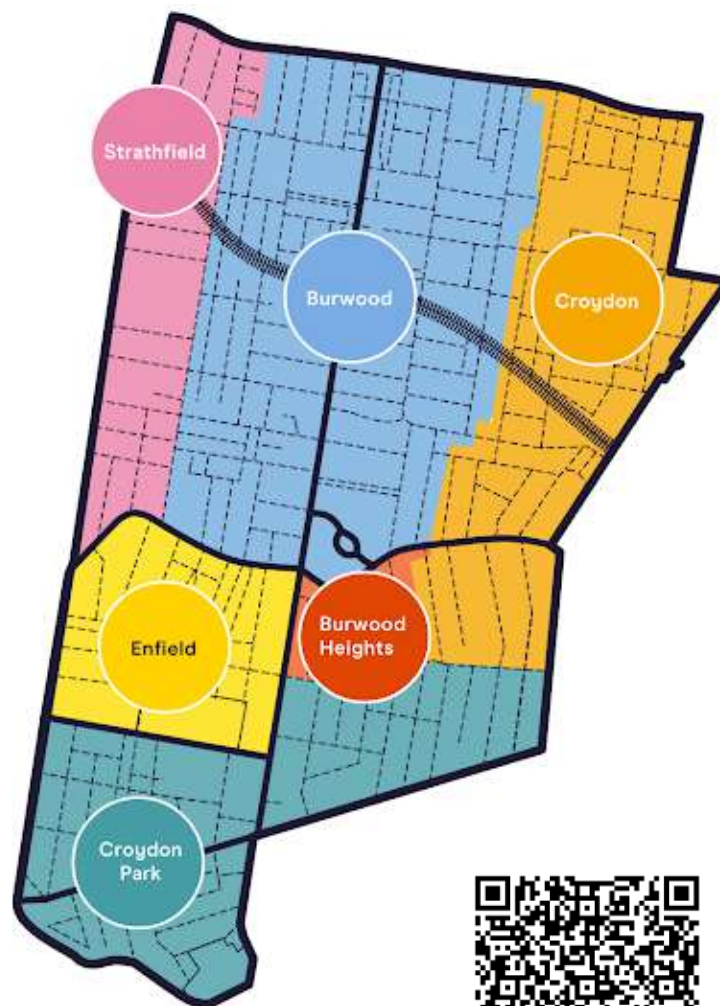 Strathfield
Burwood
Croydon
Burwood
Heights
Enfield
Croydon
Park